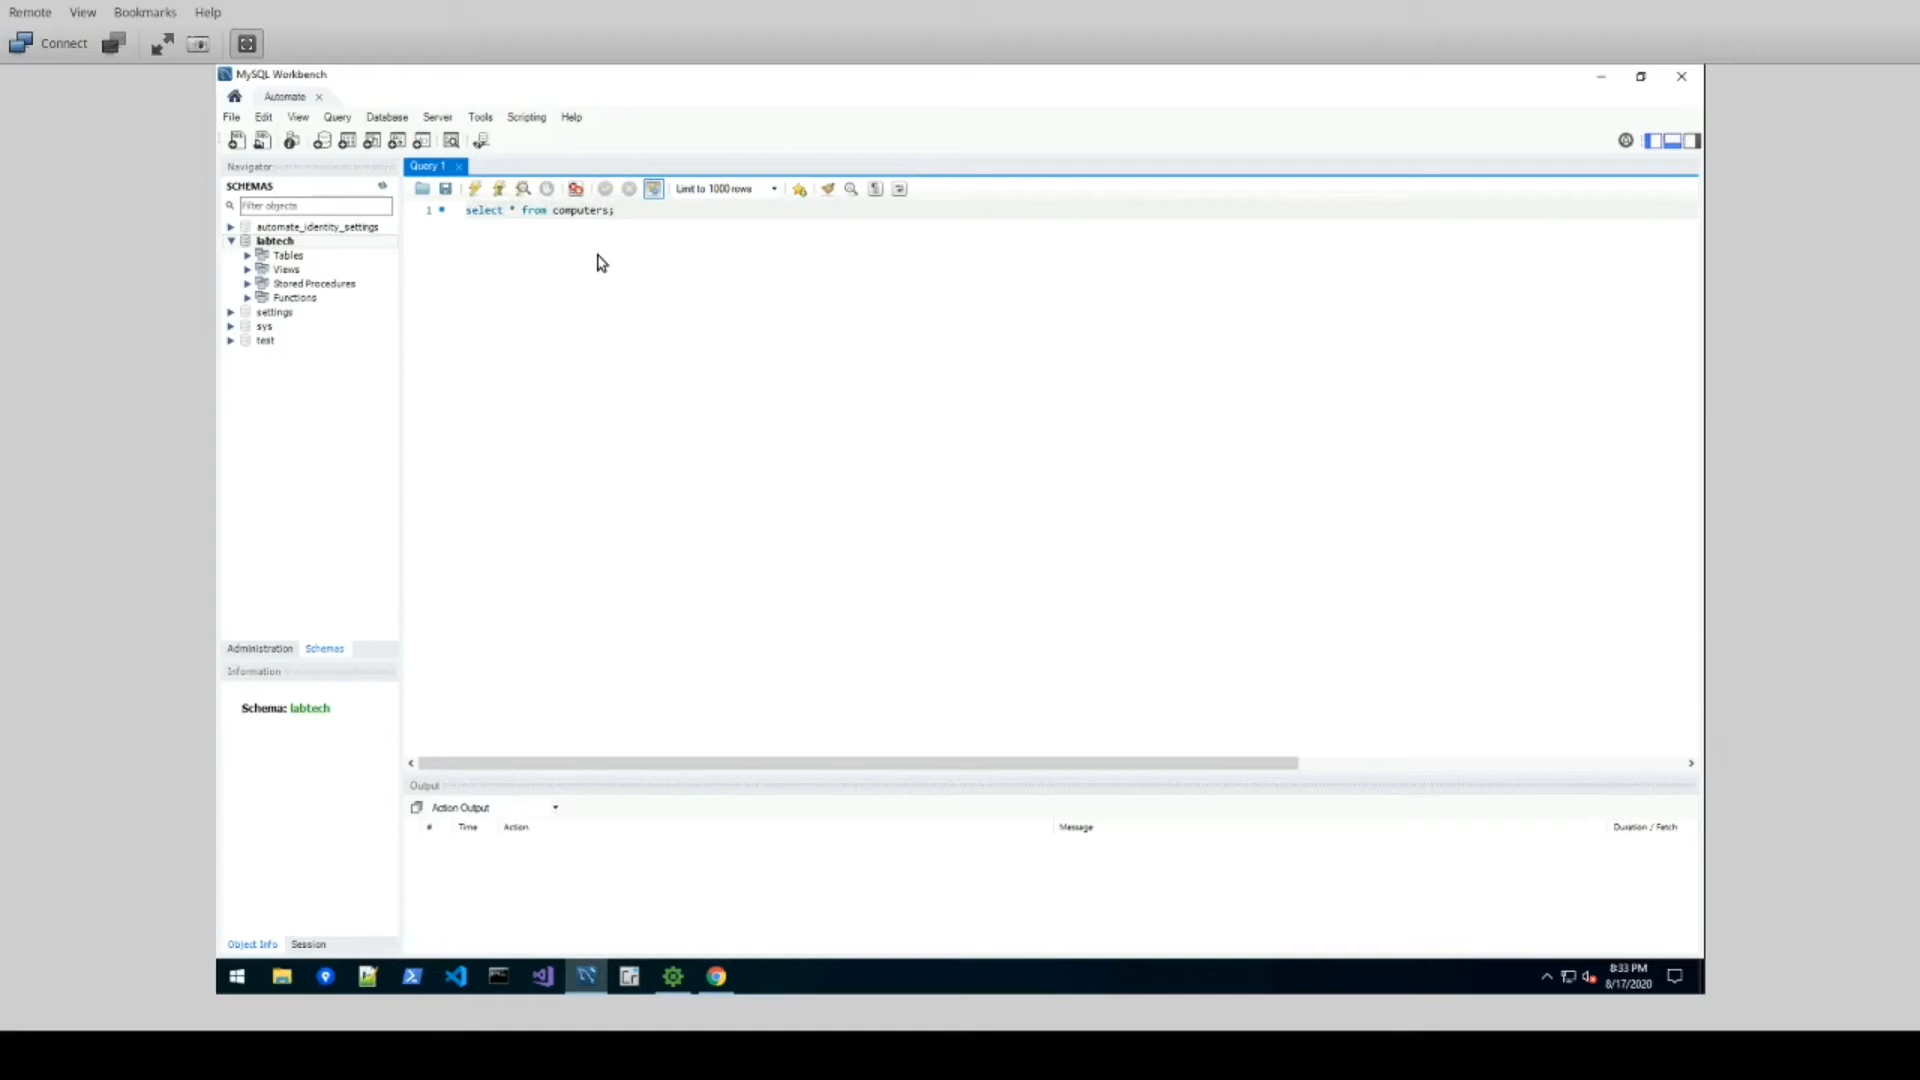 Remote View Bookmarks Help
Connect
MySQL Workbench
Automate
File Edit View Query Database Server Tools Scripting Help
Navigator
Query 1
SCHEMAS
Limit to 1000 rows
Filter objects
1 select * from computers;
automate_identity_settings
labtech
Tables
Views
Stored Procedures
Functions
settings
sys
test
Administration Schemas
Information
Schema: labtech
Output
Action Output
# Time Action Message Duration / Fetch
Object Info Session
8:33 PM
8/17/2020